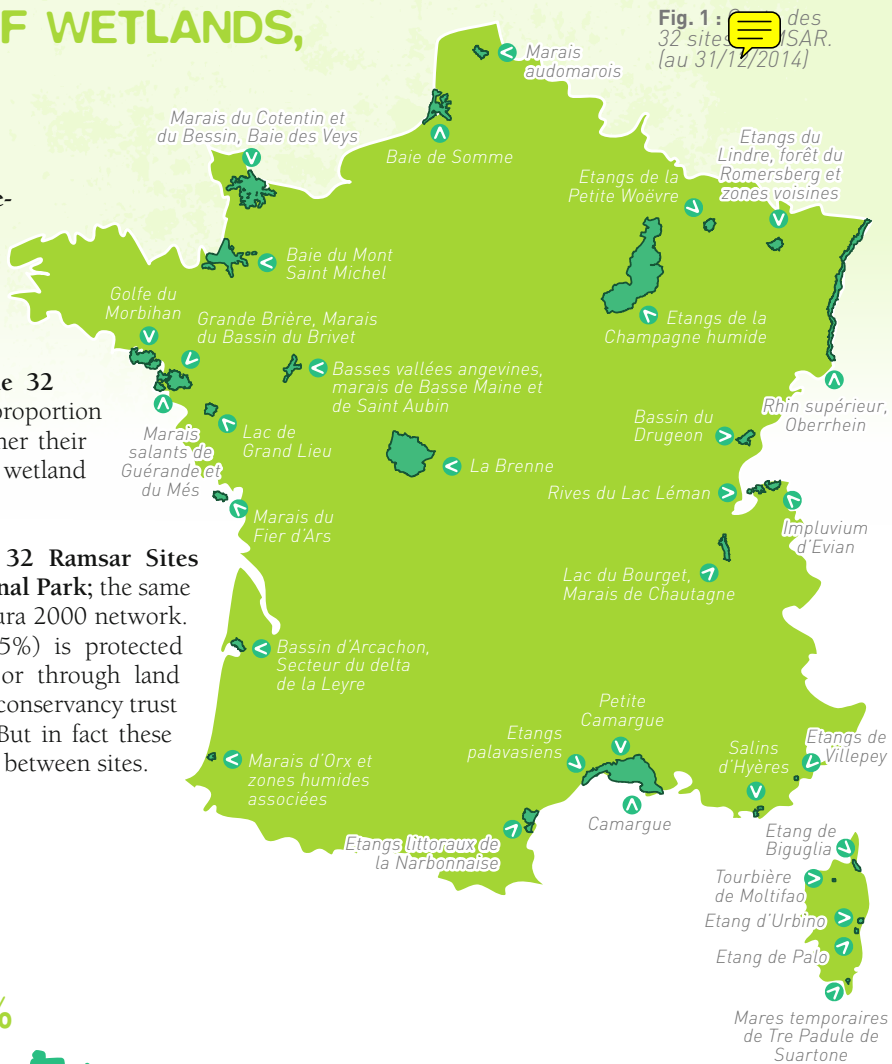 F WETLANDS,
Fig. 1 : des
32 sites MSAR.
(au 31/12/2014)
e-
e 32
proportion
her their
wetland
32 Ramsar Sites
nal Park; the same
ura 2000 network.
5%) is protected
or through land
conservancy trust
But in fact these
between sites.
%
Marais
audomarois
Marais du Cotentin et
du Bessin, Baie des Veys
Baie de Somme
Etangs du
Lindre, forêt du
Romersberg et
zones voisines
Etangs de la
Petite Woëvre
Baie du Mont
Saint Michel
Golfe du
Morbihan
Grande Brière, Marais
du Bassin du Brivet
Etangs de la
Champagne humide
Basses vallées angevines,
marais de Basse Maine et
de Saint Aubin
Rhin supérieur,
Oberrhein
Marais
salants de
Guérande et
du Més
Lac de
Grand Lieu
Bassin du
Drugeon
La Brenne
Rives du Lac Léman
Marais du
Fier d'Ars
Impluvium
d'Evian
Lac du Bourget,
Marais de Chautagne
Bassin d'Arcachon,
Secteur du delta
de la Leyre
Petite
Camargue
Etangs
palavasiens
Salins
d'Hyères
Etangs de
Villepey
Marais d'Orx et
zones humides
associées
Camargue
Etangs littoraux de
la Narbonnaise
Etang de
Biguglia
Tourbière
de Moltifao
Etang d'Urbino
Etang de Palo
Mares temporaires
de Tre Padule de
Suartone